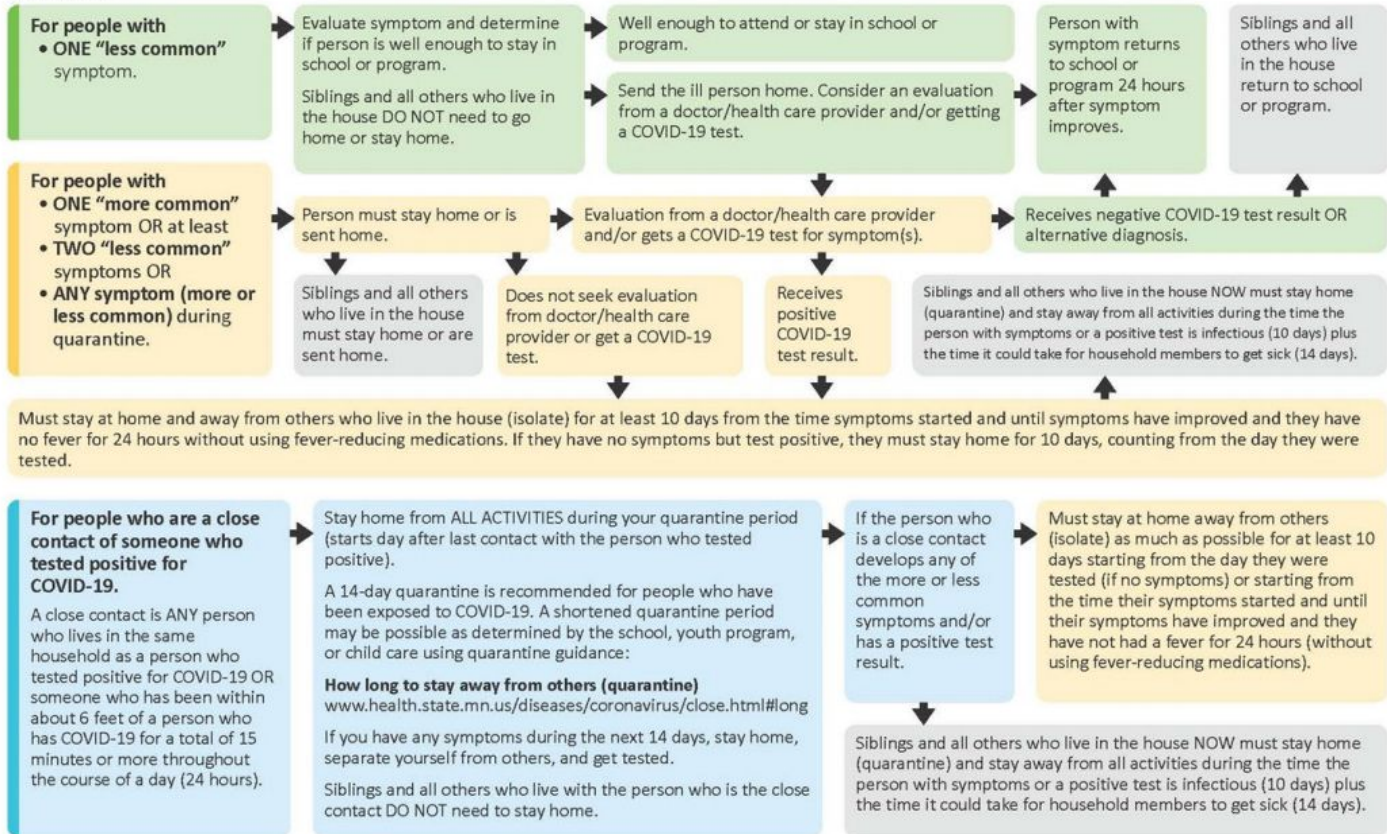 For people with
• ONE “less common”
symptom.
Evaluate symptom and determine
if person is well enough to stay in
school or program.
Siblings and all others who live in
the house DO NOT need to go
home or stay home.
Well enough to attend or stay in school or
program.
Send the ill person home. Consider an evaluation
from a doctor/health care provider and/or getting
a COVID-19 test.
Person with
symptom returns
to school or
program 24 hours
after symptom
improves.
Siblings and all
others who live
in the house
return to school
or program.
For people with
• ONE “more common”
symptom OR at least
• TWO “less common”
symptoms OR
• ANY symptom (more or
less common) during
quarantine.
Person must stay home or is
sent home.
Evaluation from a doctor/health care provider
and/or gets a COVID-19 test for symptom(s).
Receives negative COVID-19 test result OR
alternative diagnosis.
Siblings and all others
who live in the house
must stay home or are
sent home.
Does not seek evaluation
from doctor/health care
provider or get a COVID-19
test.
Receives
positive
COVID-19
test result.
Siblings and all others who live in the house NOW must stay home
(quarantine) and stay away from all activities during the time the
person with symptoms or a positive test is infectious (10 days) plus
the time it could take for household members to get sick (14 days).
Must stay at home and away from others who live in the house (isolate) for at least 10 days from the time symptoms started and until symptoms have improved and they have
no fever for 24 hours without using fever-reducing medications. If they have no symptoms but test positive, they must stay home for 10 days, counting from the day they were
tested.
For people who are a close
contact of someone who
tested positive for
COVID-19.
A close contact is ANY person
who lives in the same
household as a person who
tested positive for COVID-19 OR
someone who has been within
about 6 feet of a person who
has COVID-19 for a total of 15
minutes or more throughout
the course of a day (24 hours).
Stay home from ALL ACTIVITIES during your quarantine period
(starts day after last contact with the person who tested
positive).
A 14-day quarantine is recommended for people who have
been exposed to COVID-19. A shortened quarantine period
may be possible as determined by the school, youth program,
or child care using quarantine guidance:
How long to stay away from others (quarantine)
www.health.state.mn.us/diseases/coronavirus/close.html#long
If you have any symptoms during the next 14 days, stay home,
separate yourself from others, and get tested.
Siblings and all others who live with the person who is the close
contact DO NOT need to stay home.
If the person who
is a close contact
develops any of
the more or less
common
symptoms and/or
has a positive test
result.
Must stay at home away from others
(isolate) as much as possible for at least 10
days starting from the day they were
tested (if no symptoms) or starting from
the time their symptoms started and until
their symptoms have improved and they
have not had a fever for 24 hours (without
using fever-reducing medications).
Siblings and all others who live in the house NOW must stay home
(quarantine) and stay away from all activities during the time the
person with symptoms or a positive test is infectious (10 days) plus
the time it could take for household members to get sick (14 days).